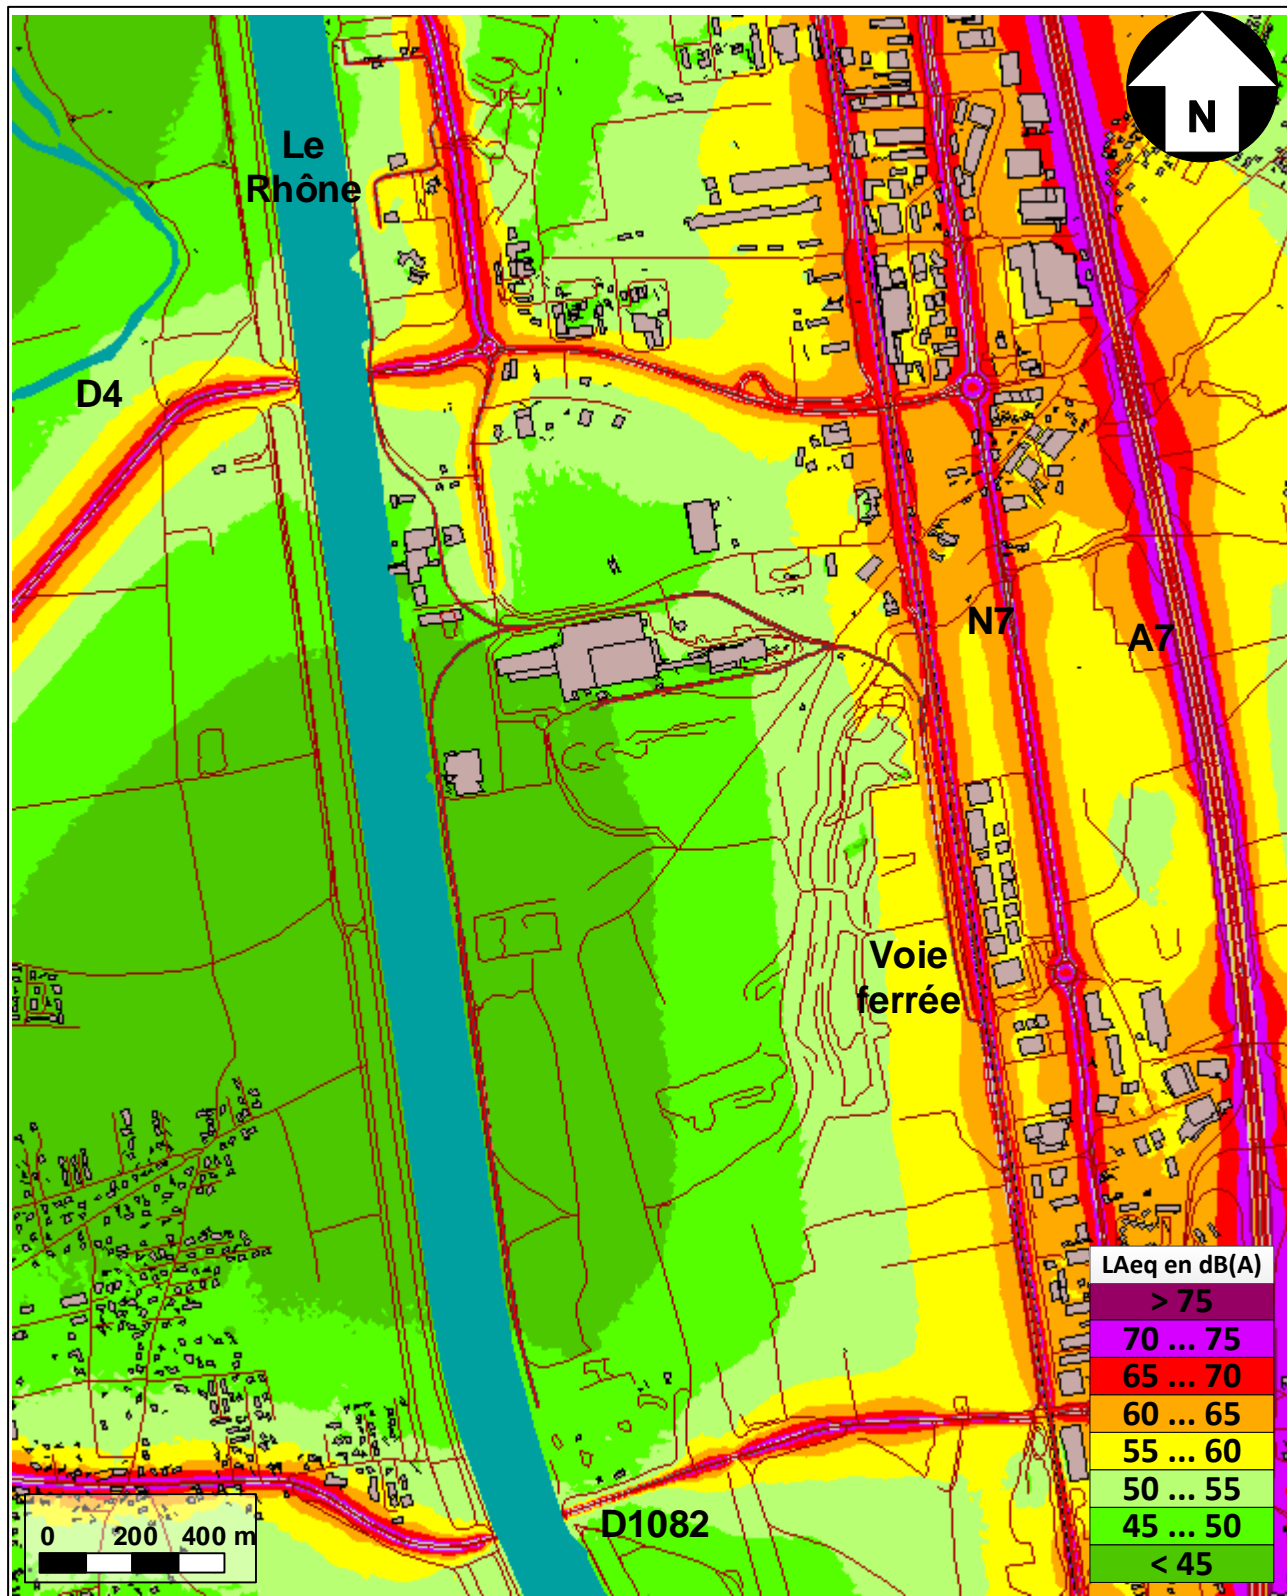 N
Le
Rhône
D4
N7
A7
Voie
ferrée
D1082
LAeq en dB(A)
> 75
70 ... 75
65 ... 70
60 ... 65
55 ... 60
50 ... 55
45 ... 50
< 45
0 200 400 m